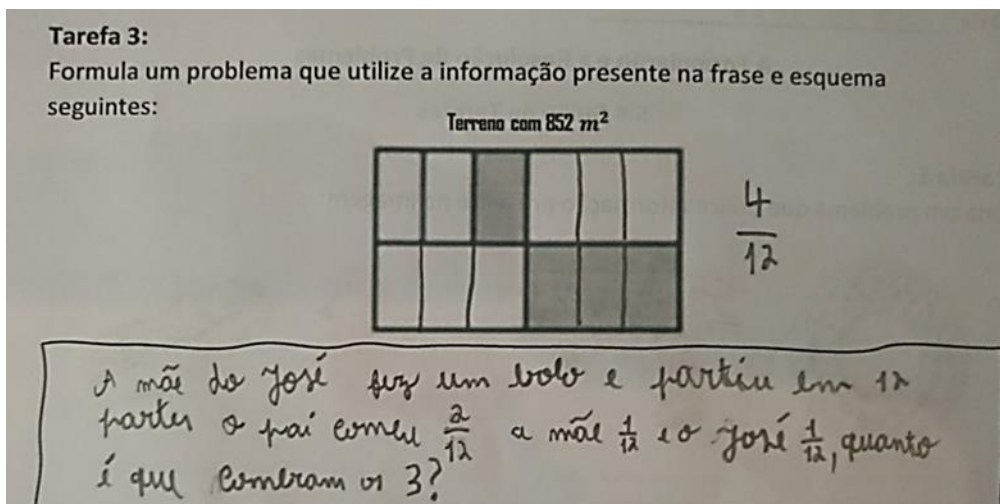 Tarefa 3:
Formula um problema que utilize a informação presente na frase e esquema
seguintes:
Terreno com 852 m²
4/12
A mãe do José fez um bolo e partiu em 12
partes o pai comeu 2/12 a mãe 1/12 e o José 1/12, quanto
é que comeram os 3?